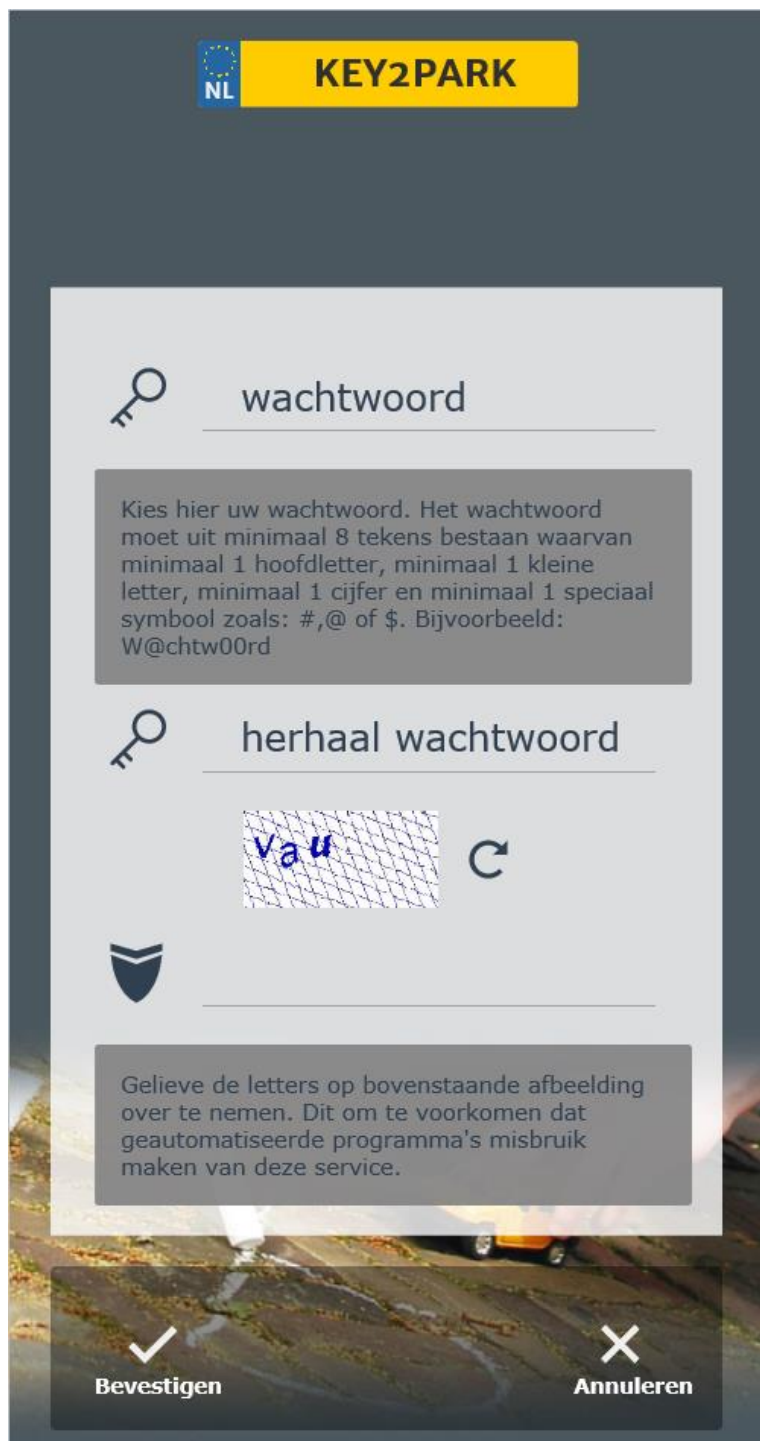 NL KEY2PARK
wachtwoord
Kies hier uw wachtwoord. Het wachtwoord
moet uit minimaal 8 tekens bestaan waarvan
minimaal 1 hoofdletter, minimaal 1 kleine
letter, minimaal 1 cijfer en minimaal 1 speciaal
symbool zoals: #,@ of $. Bijvoorbeeld:
W@chtw00rd
herhaal wachtwoord
vau
Gelieve de letters op bovenstaande afbeelding
over te nemen. Dit om te voorkomen dat
geautomatiseerde programma's misbruik
maken van deze service.
Bevestigen Annuleren